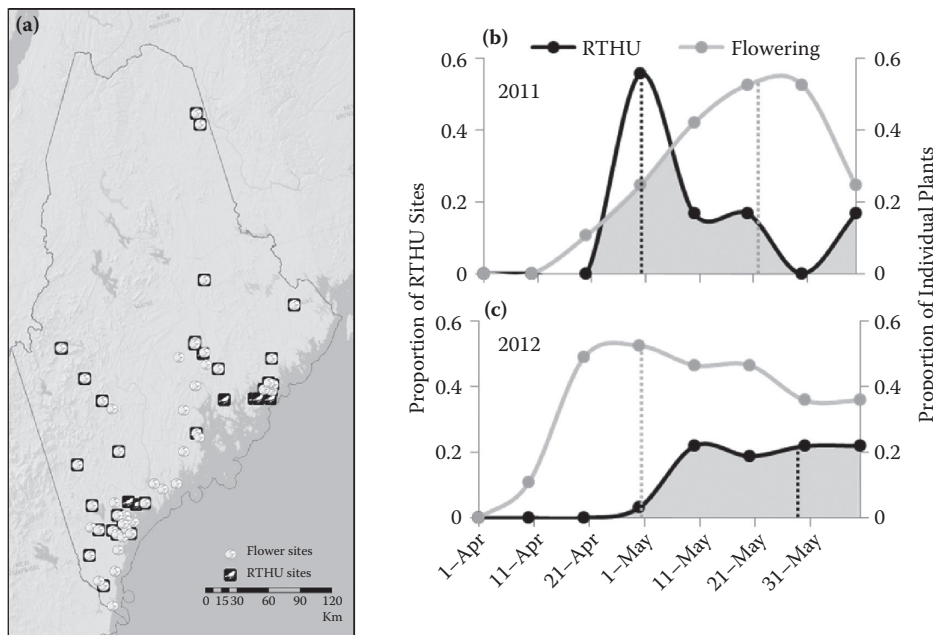 (a)
Flower sites
RTHU sites
0 15 30 60 90 120
Km
(b) RTHU Flowering
2011
0.6 0.6
0.4 0.4
0.2 0.2
0 0
(c)
2012
0.6 0.6
0.4 0.4
0.2 0.2
0 0
Proportion of RTHU Sites
Proportion of Individual Plants
1–Apr 11–Apr 21–Apr 1–May 11–May 21–May 31–May